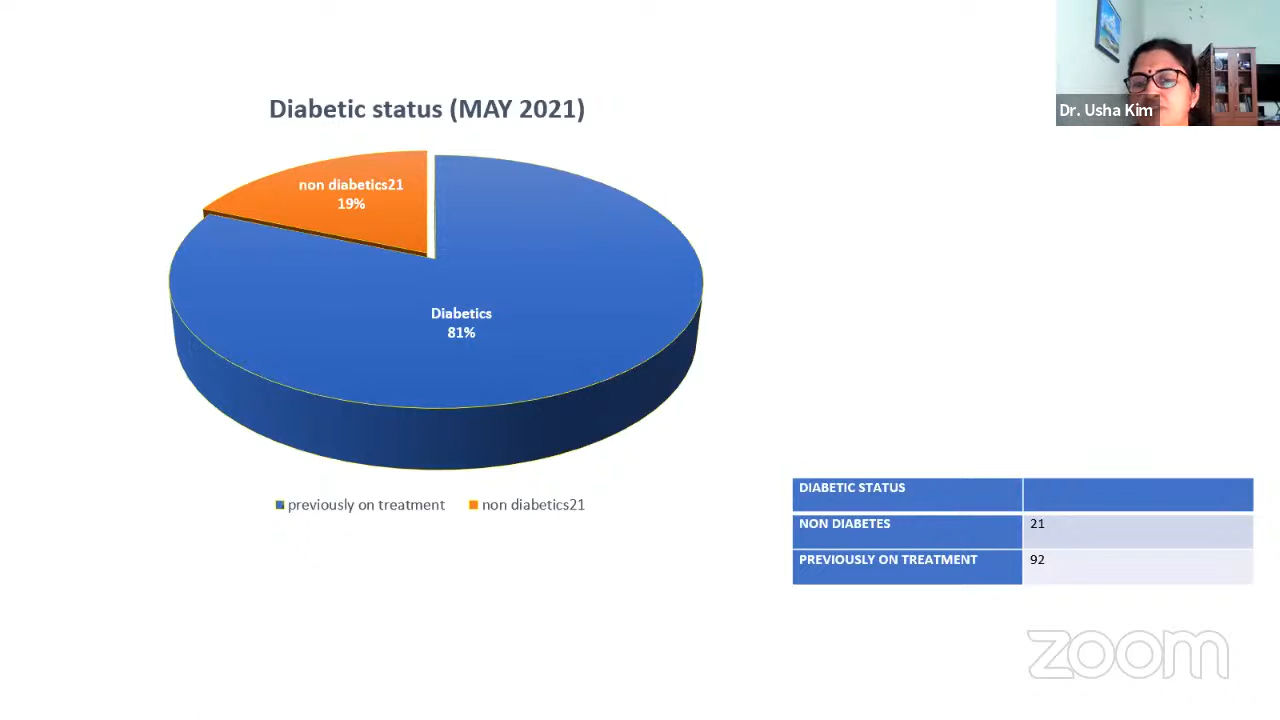 Dr. Usha Kim
Diabetic status (MAY 2021)
non diabetics21
19%
Diabetics
81%
previously on treatment non diabetics21
DIABETIC STATUS
NON DIABETES 21
PREVIOUSLY ON TREATMENT 92
zoom